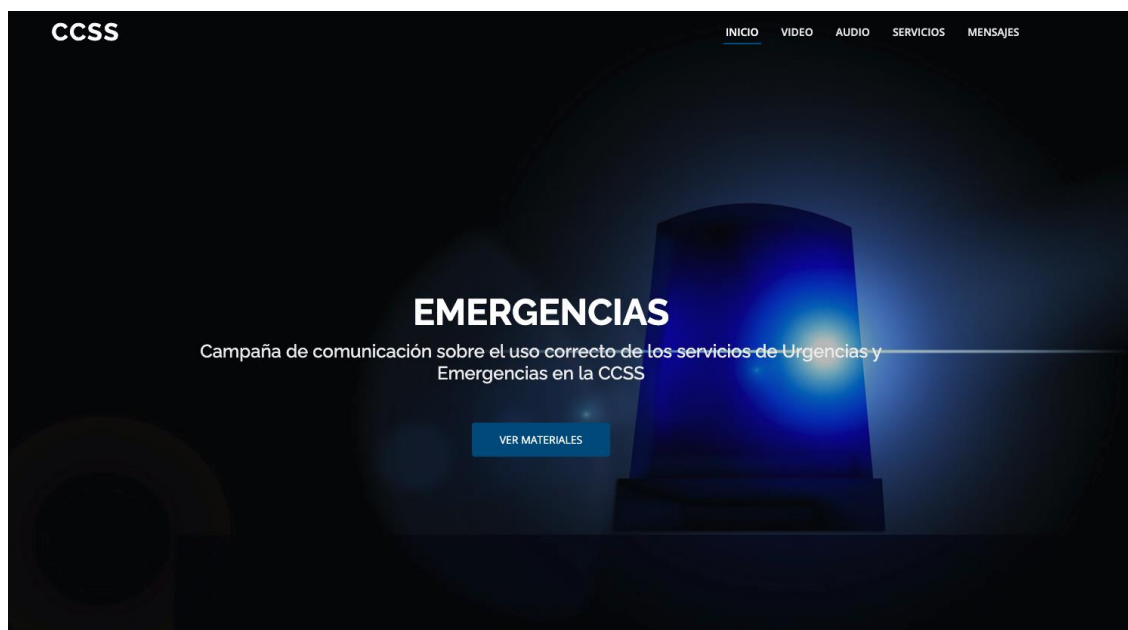 CCSS
INICIO VIDEO AUDIO SERVICIOS MENSAJES
EMERGENCIAS
Campaña de comunicación sobre el uso correcto de los servicios de Urgencias y
Emergencias en la CCSS
VER MATERIALES